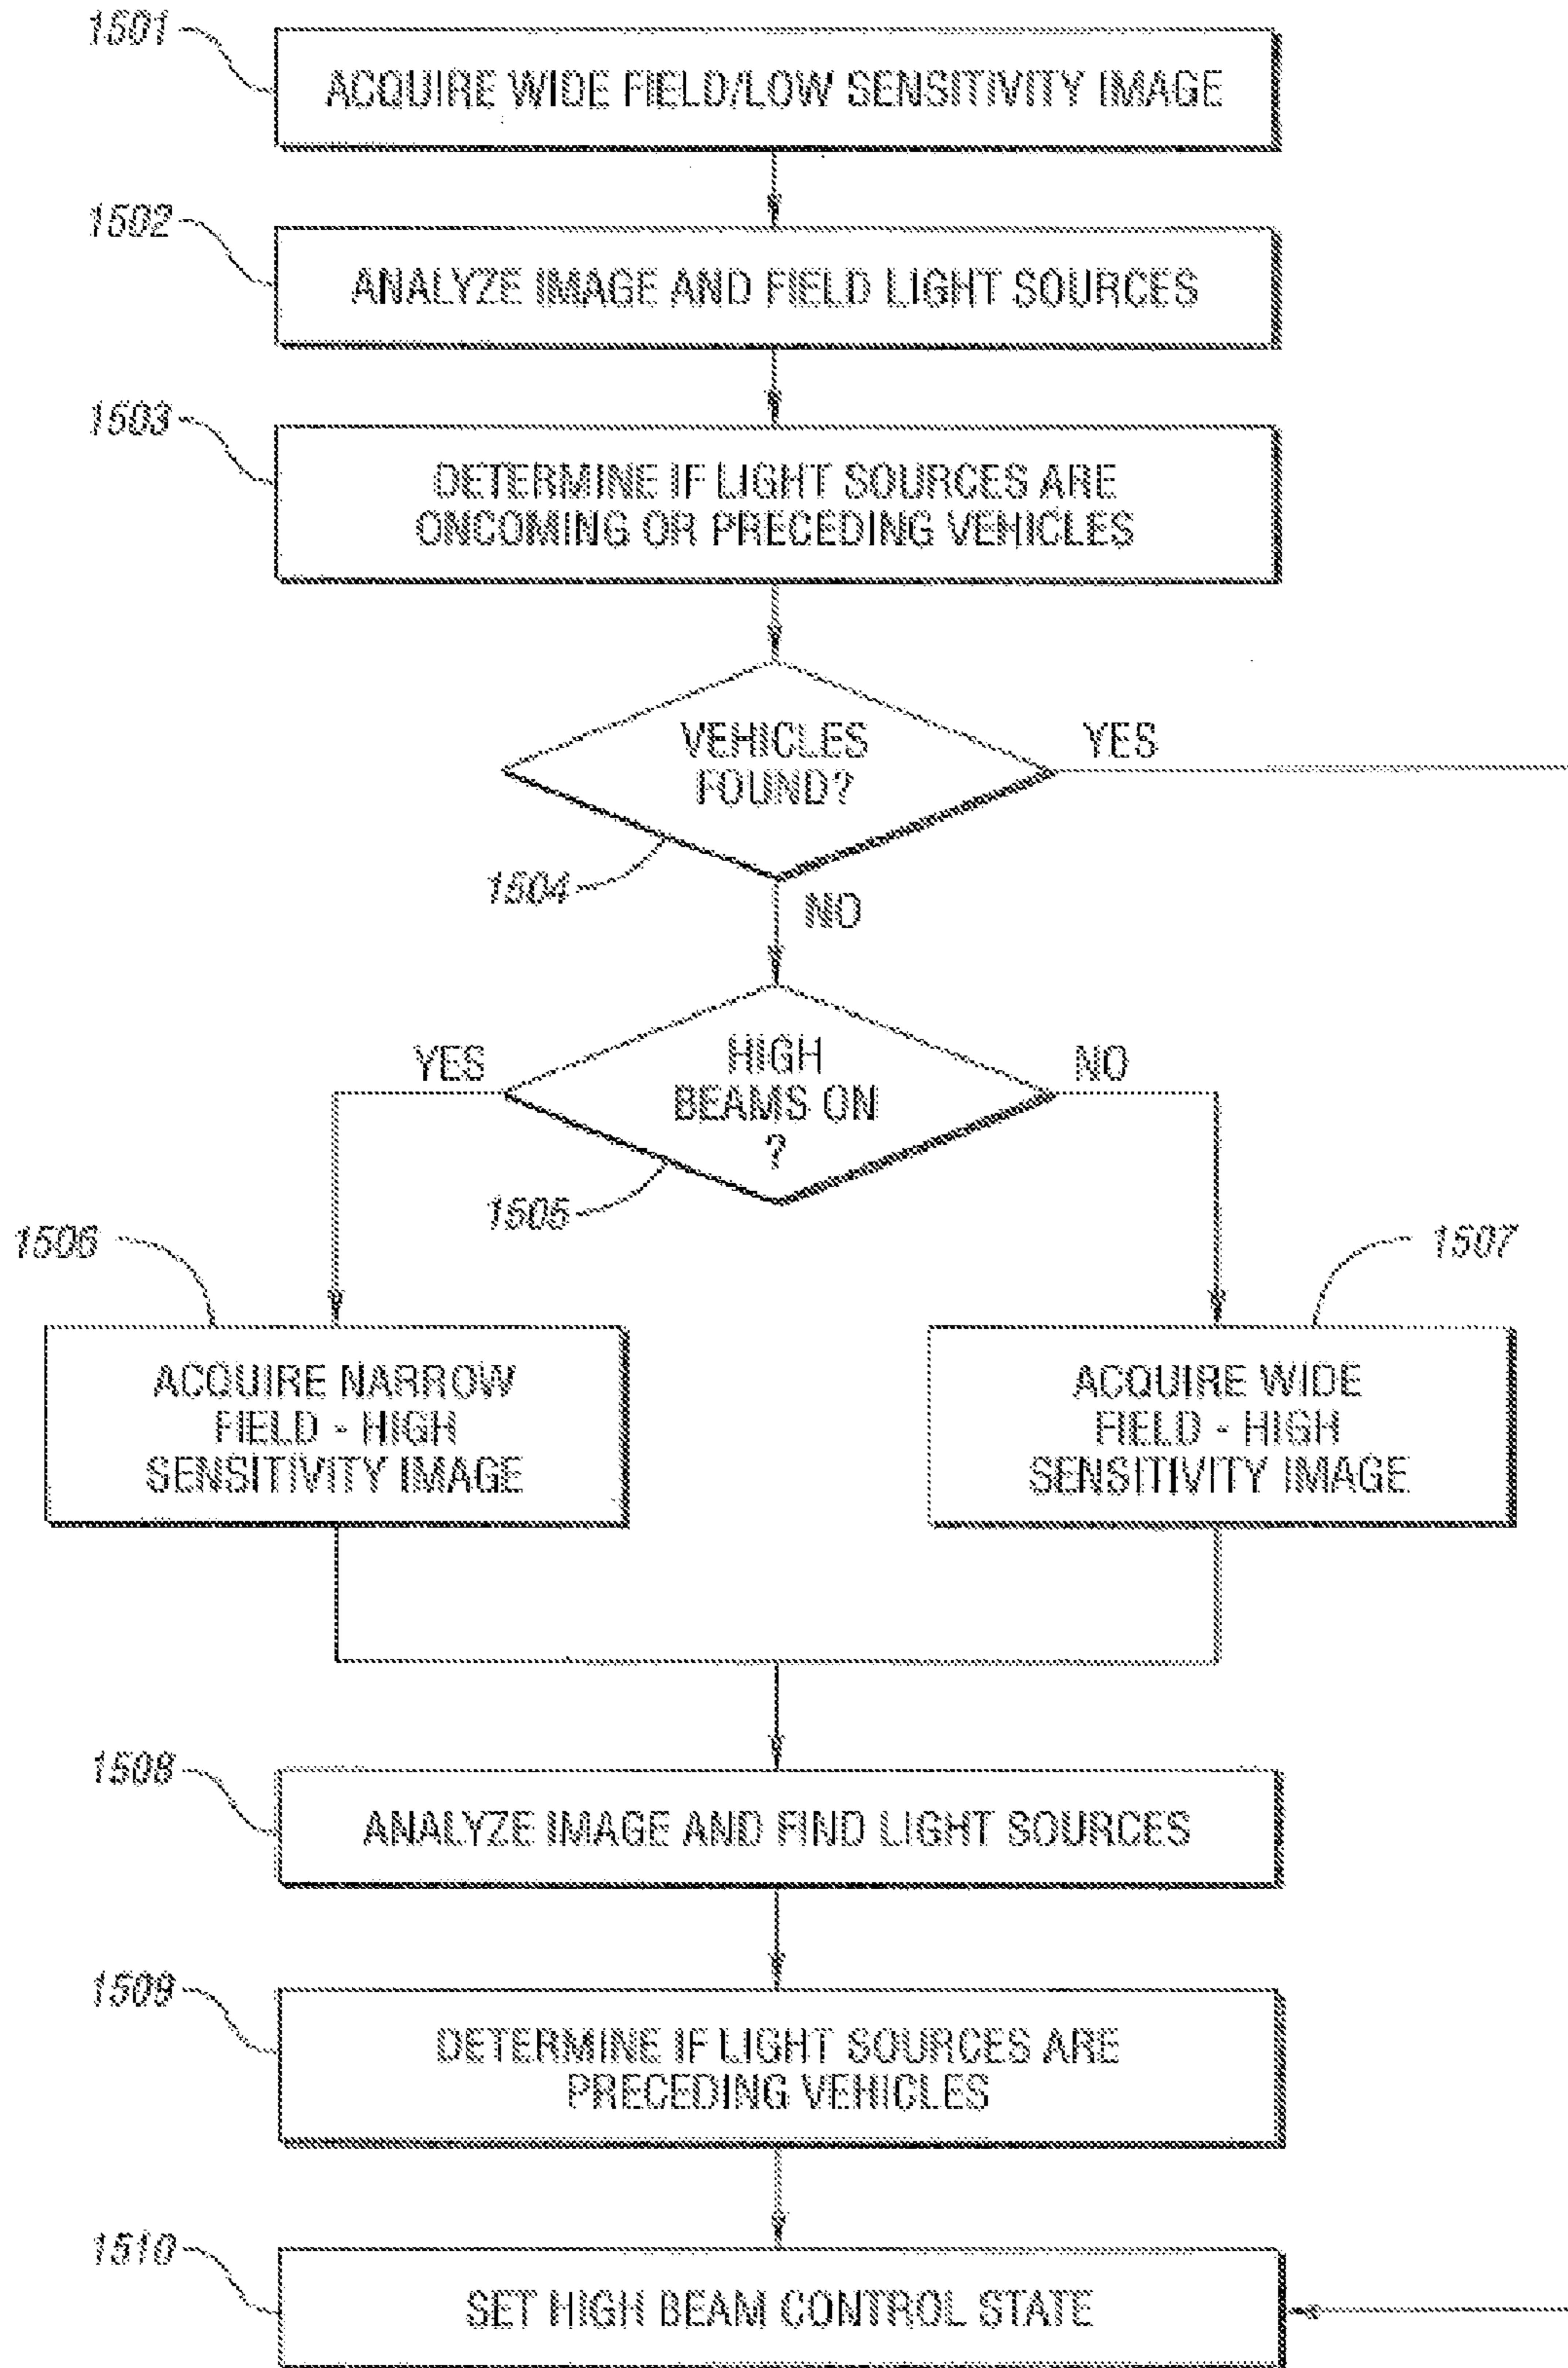 1501
ACQUIRE WIDE FIELD/LOW SENSITIVITY IMAGE
1502
ANALYZE IMAGE AND FIELD LIGHT SOURCES
1503
DETERMINE IF LIGHT SOURCES ARE
ONCOMING OR PRECEDING VEHICLES
VEHICLES
FOUND?
YES
1504
NO
YES
HIGH
BEAMS ON
?
NO
1505
1506
1507
ACQUIRE NARROW
FIELD - HIGH
SENSITIVITY IMAGE
ACQUIRE WIDE
FIELD - HIGH
SENSITIVITY IMAGE
1508
ANALYZE IMAGE AND FIND LIGHT SOURCES
1509
DETERMINE IF LIGHT SOURCES ARE
PRECEDING VEHICLES
1510
SET HIGH BEAM CONTROL STATE